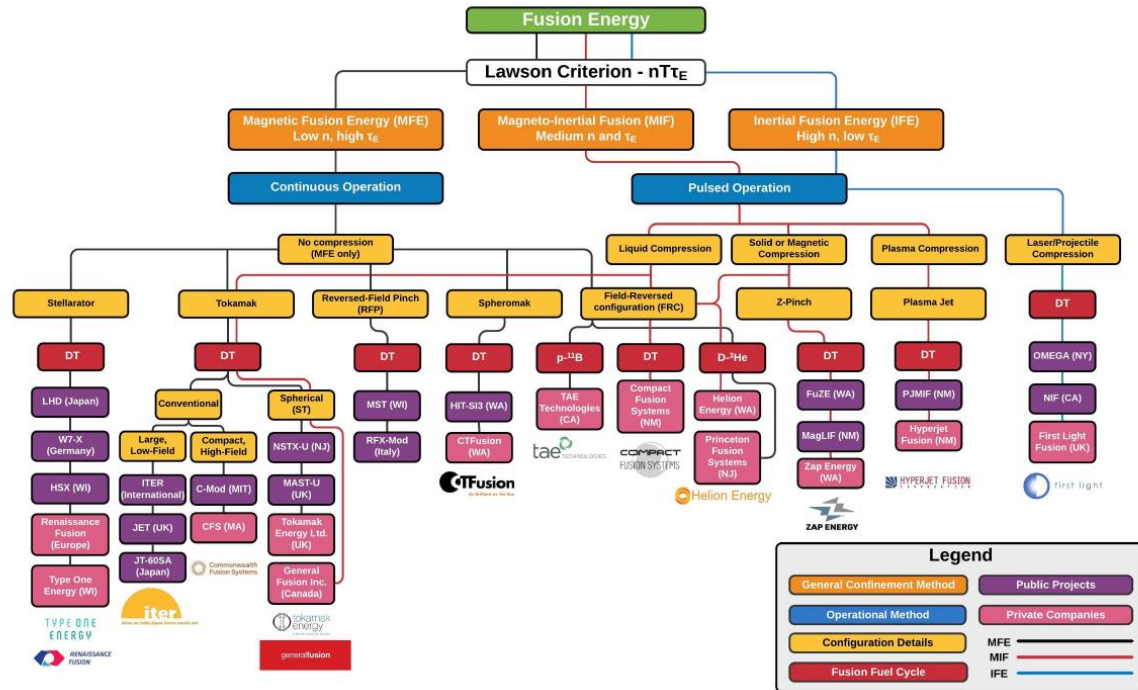 Fusion Energy
Lawson Criterion - nTτE
Magnetic Fusion Energy (MFE)
Low n, high τE
Magneto-Inertial Fusion (MIF)
Medium n and τE
Inertial Fusion Energy (IFE)
High n, low τE
Continuous Operation
Pulsed Operation
No compression
(MFE only)
Liquid Compression
Solid or Magnetic
Compression
Plasma Compression
Laser/Projectile
Compression
Stellarator
Tokamak
Reversed-Field Pinch
(RFP)
Spheromak
Field-Reversed
configuration (FRC)
Z-Pinch
Plasma Jet
DT
DT
DT
DT
DT
p-¹¹B
DT
D-³He
DT
DT
LHD (Japan)
W7-X
(Germany)
HSX (WI)
Renaissance
Fusion
(Europe)
Type One
Energy (WI)
TYPE ONE
ENERGY
RENAISSANCE
FUSION
Conventional
Large,
Low-Field
ITER
(International)
JET (UK)
JT-60SA
(Japan)
iter
Compact,
High-Field
C-Mod (MIT)
CFS (MA)
Commonwealth
Fusion Systems
Spherical
(ST)
NSTX-U (NJ)
MAST-U
(UK)
Tokamak
Energy Ltd.
(UK)
General
Fusion Inc.
(Canada)
tokamak
energy
generalfusion
MST (WI)
RFX-Mod
(Italy)
HIT-SI3 (WA)
CTFusion
(WA)
CTFusion
TAE
Technologies
(CA)
tae TECHNOLOGIES
Compact
Fusion
Systems
(NM)
COMPACT
FUSION SYSTEMS
Helion
Energy (WA)
Princeton
Fusion
Systems
(NJ)
Helion Energy
FuZE (WA)
MagLIF (NM)
Zap Energy
(WA)
ZAP ENERGY
PJMIF (NM)
Hyperjet
Fusion (NM)
HYPERJET FUSION
CORPORATION
OMEGA (NY)
NIF (CA)
First Light
Fusion (UK)
first light
Legend
General Confinement Method
Public Projects
Operational Method
Private Companies
Configuration Details
Fusion Fuel Cycle
MFE
MIF
IFE